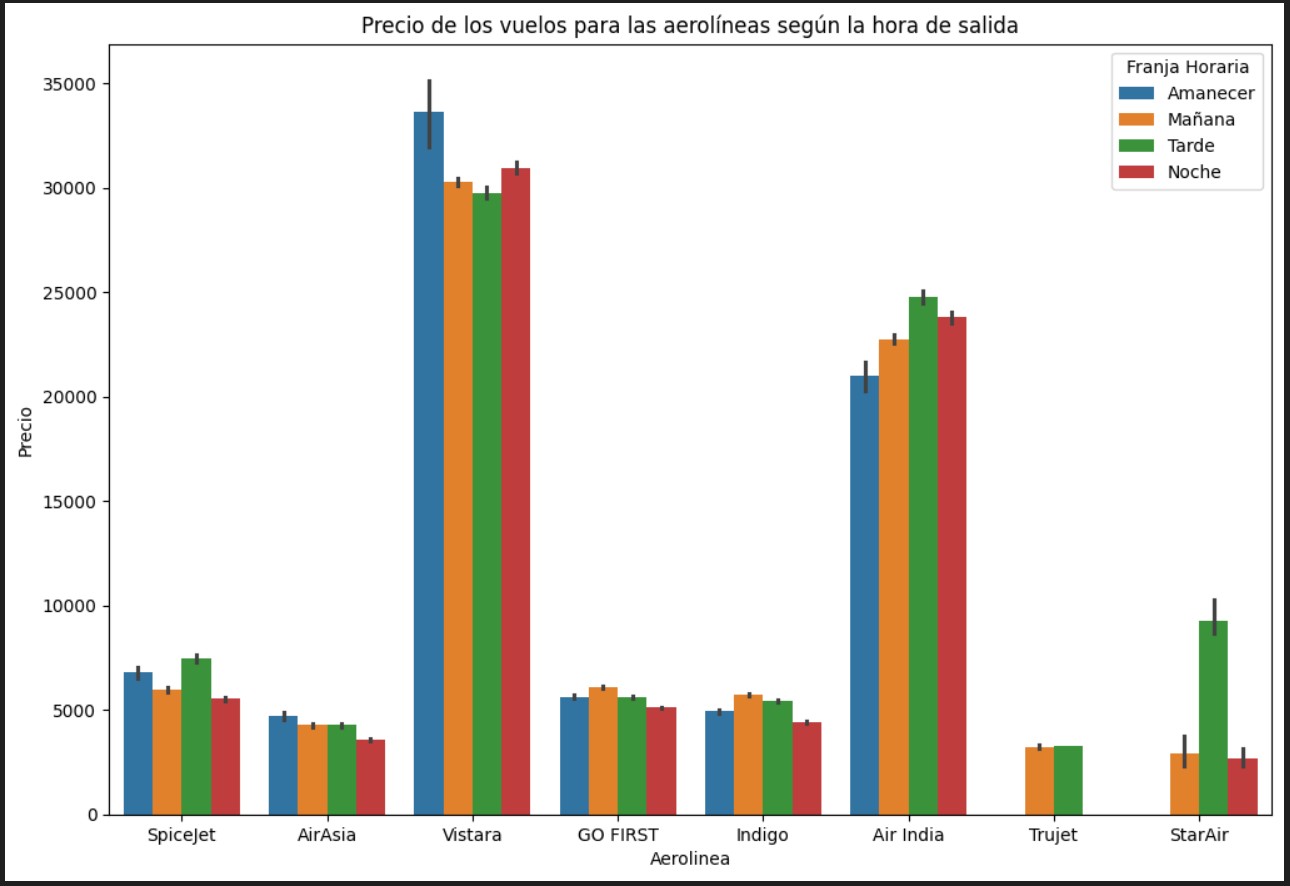 Precio de los vuelos para las aerolíneas según la hora de salida
Franja Horaria
Amanecer
Mañana
Tarde
Noche
35000
30000
25000
20000
15000
10000
5000
0
Precio
SpiceJet AirAsia Vistara GO FIRST Indigo Air India Trujet StarAir
Aerolinea